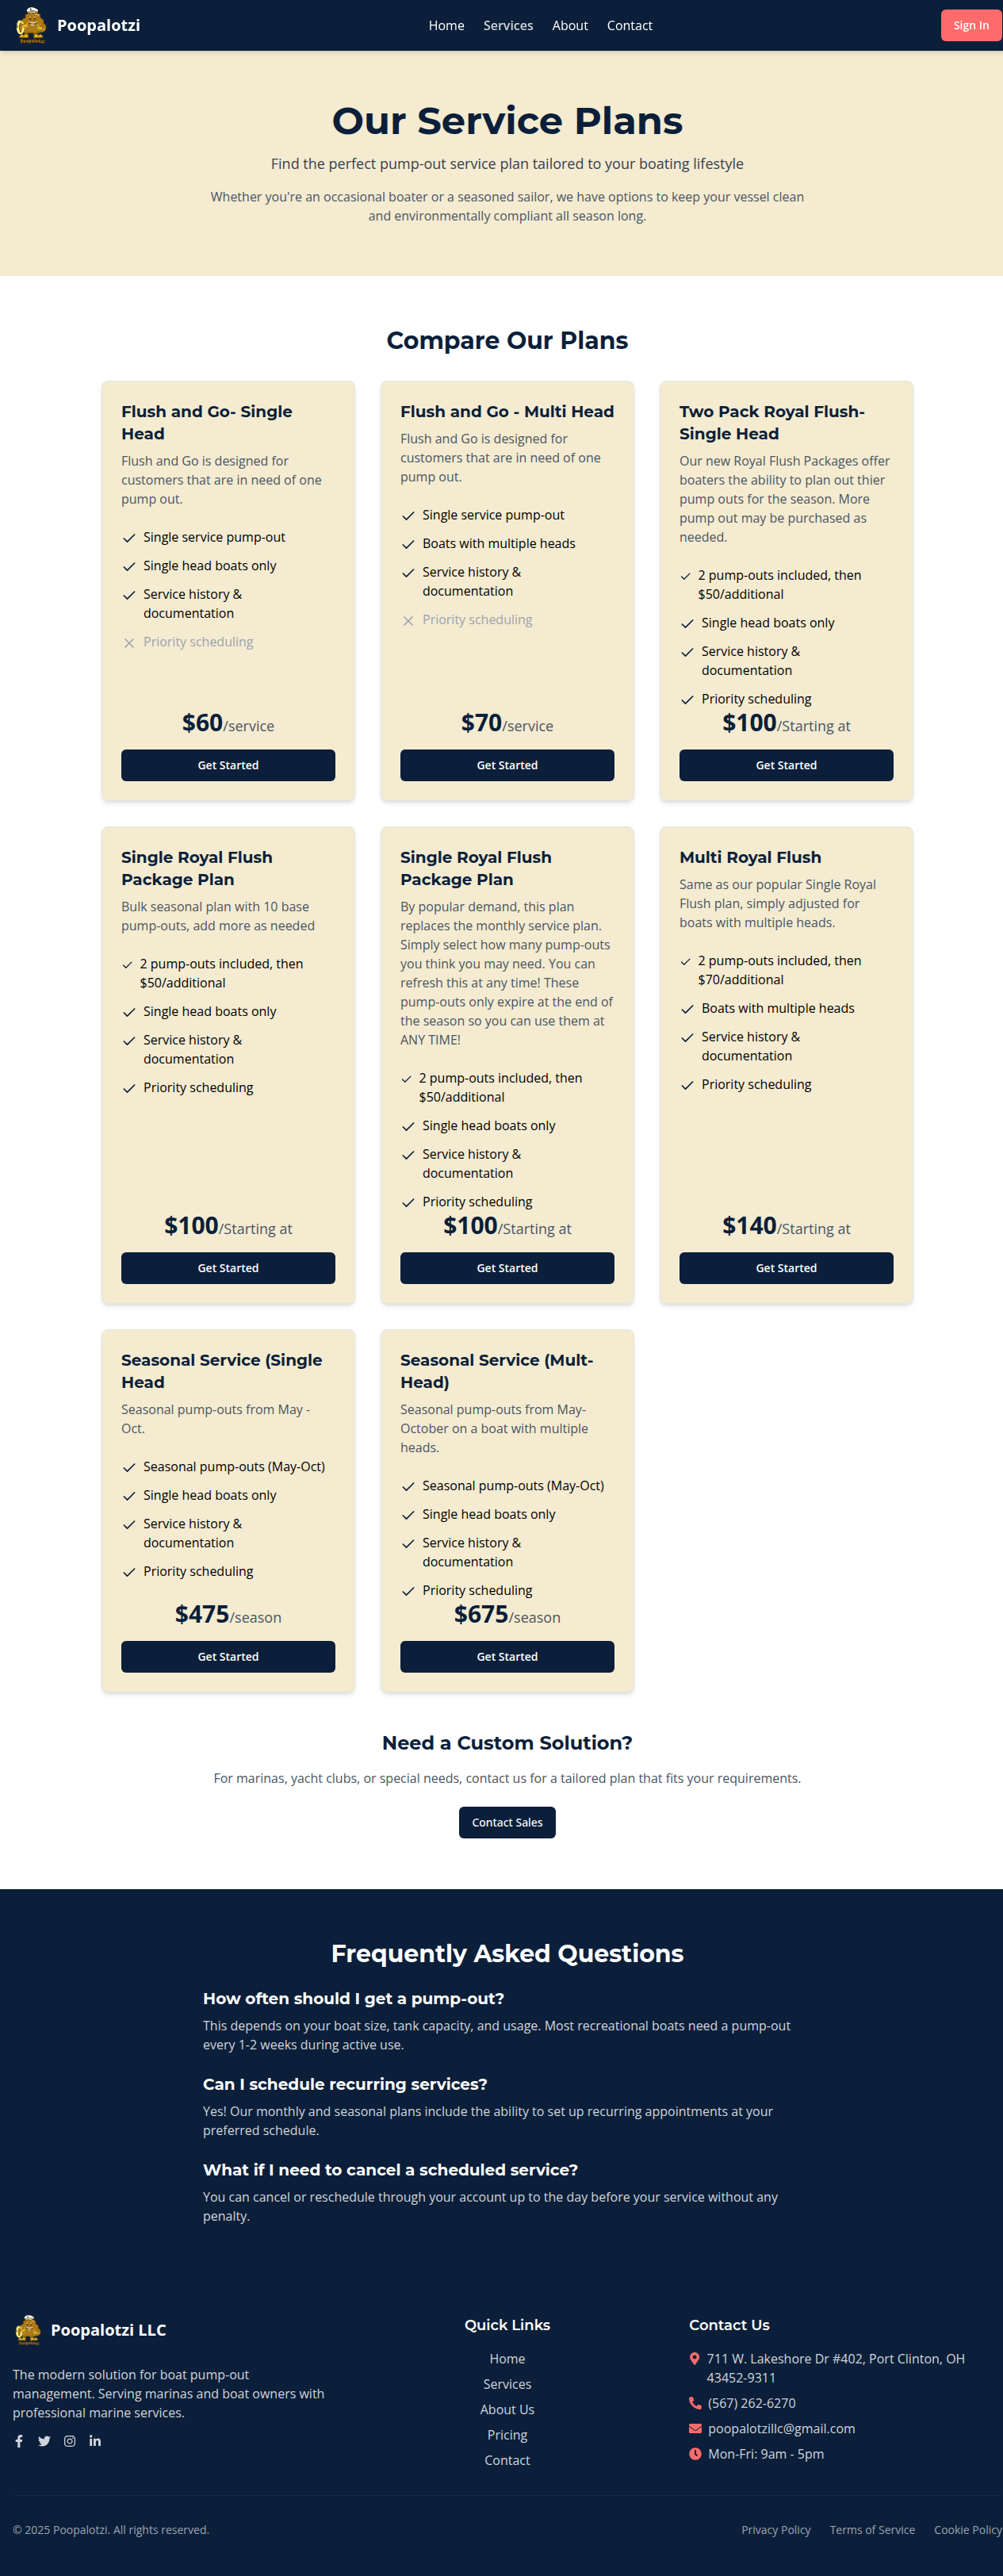 Poopalotzi
Home
Services
About
Contact
Sign In
Our Service Plans
Find the perfect pump-out service plan tailored to your boating lifestyle
Whether you're an occasional boater or a seasoned sailor, we have options to keep your vessel clean
and environmentally compliant all season long.
Compare Our Plans
Flush and Go- Single
Head
Flush and Go is designed for
customers that are in need of one
pump out.
Single service pump-out
Single head boats only
Service history &
documentation
Priority scheduling
$60/service
Get Started
Flush and Go - Multi Head
Flush and Go is designed for
customers that are in need of one
pump out.
Single service pump-out
Boats with multiple heads
Service history &
documentation
Priority scheduling
$70/service
Get Started
Two Pack Royal Flush-
Single Head
Our new Royal Flush Packages offer
boaters the ability to plan out thier
pump outs for the season. More
pump out may be purchased as
needed.
2 pump-outs included, then
$50/additional
Single head boats only
Service history &
documentation
Priority scheduling
$100/Starting at
Get Started
Single Royal Flush
Package Plan
Bulk seasonal plan with 10 base
pump-outs, add more as needed
2 pump-outs included, then
$50/additional
Single head boats only
Service history &
documentation
Priority scheduling
$100/Starting at
Get Started
Single Royal Flush
Package Plan
By popular demand, this plan
replaces the monthly service plan.
Simply select how many pump-outs
you think you may need. You can
refresh this at any time! These
pump-outs only expire at the end of
the season so you can use them at
ANY TIME!
2 pump-outs included, then
$50/additional
Single head boats only
Service history &
documentation
Priority scheduling
$100/Starting at
Get Started
Multi Royal Flush
Same as our popular Single Royal
Flush plan, simply adjusted for
boats with multiple heads.
2 pump-outs included, then
$70/additional
Boats with multiple heads
Service history &
documentation
Priority scheduling
$140/Starting at
Get Started
Seasonal Service (Single
Head
Seasonal pump-outs from May -
Oct.
Seasonal pump-outs (May-Oct)
Single head boats only
Service history &
documentation
Priority scheduling
$475/season
Get Started
Seasonal Service (Mult-
Head)
Seasonal pump-outs from May-
October on a boat with multiple
heads.
Seasonal pump-outs (May-Oct)
Single head boats only
Service history &
documentation
Priority scheduling
$675/season
Get Started
Need a Custom Solution?
For marinas, yacht clubs, or special needs, contact us for a tailored plan that fits your requirements.
Contact Sales
Frequently Asked Questions
How often should I get a pump-out?
This depends on your boat size, tank capacity, and usage. Most recreational boats need a pump-out
every 1-2 weeks during active use.
Can I schedule recurring services?
Yes! Our monthly and seasonal plans include the ability to set up recurring appointments at your
preferred schedule.
What if I need to cancel a scheduled service?
You can cancel or reschedule through your account up to the day before your service without any
penalty.
Poopalotzi LLC
The modern solution for boat pump-out
management. Serving marinas and boat owners with
professional marine services.
Quick Links
Home
Services
About Us
Pricing
Contact
Contact Us
711 W. Lakeshore Dr #402, Port Clinton, OH
43452-9311
(567) 262-6270
poopalotzillc@gmail.com
Mon-Fri: 9am - 5pm
© 2025 Poopalotzi. All rights reserved.
Privacy Policy
Terms of Service
Cookie Policy